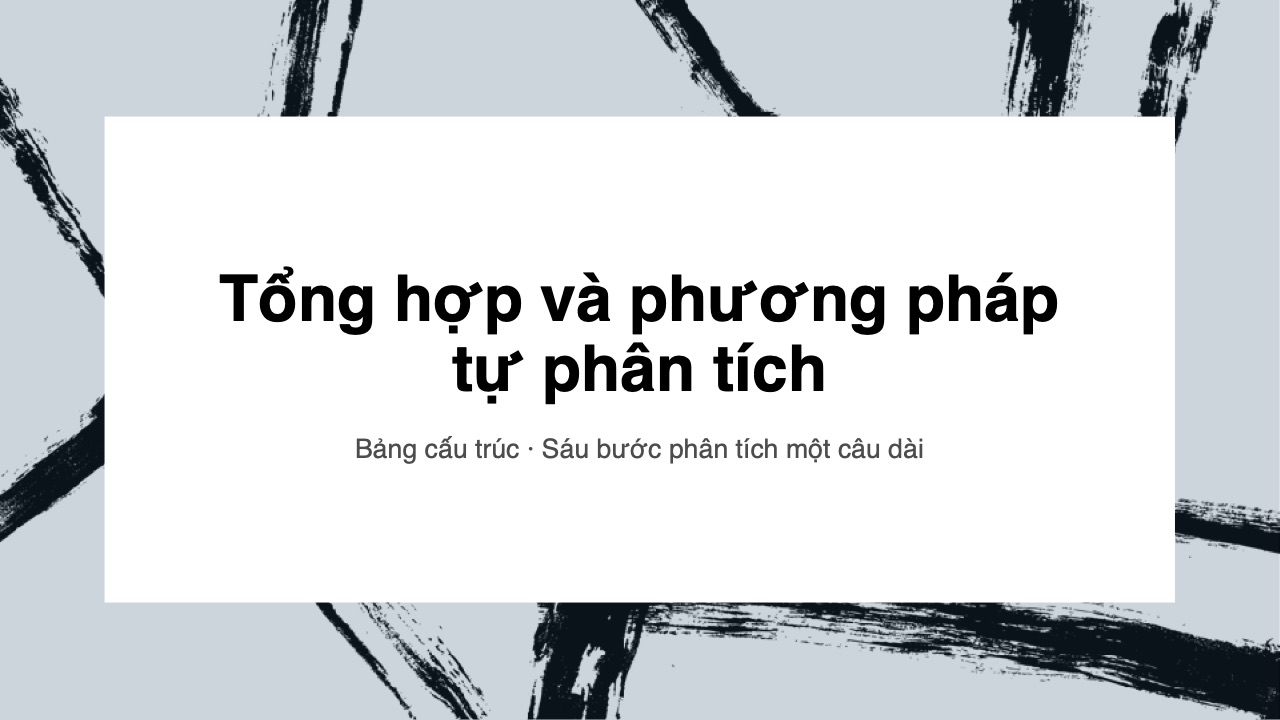 Tổng hợp và phương pháp
tự phân tích
Bảng cấu trúc · Sáu bước phân tích một câu dài